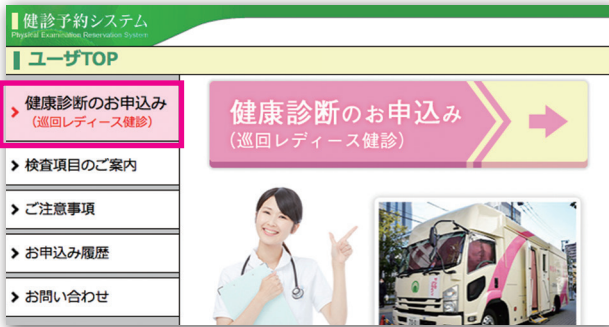 健診予約システム
Physical Examination Reservation System
ユーザTOP
健康診断のお申込み
（巡回レディース健診）
検査項目のご案内
ご注意事項
お申込み履歴
お問い合わせ
健康診断のお申込み
（巡回レディース健診）